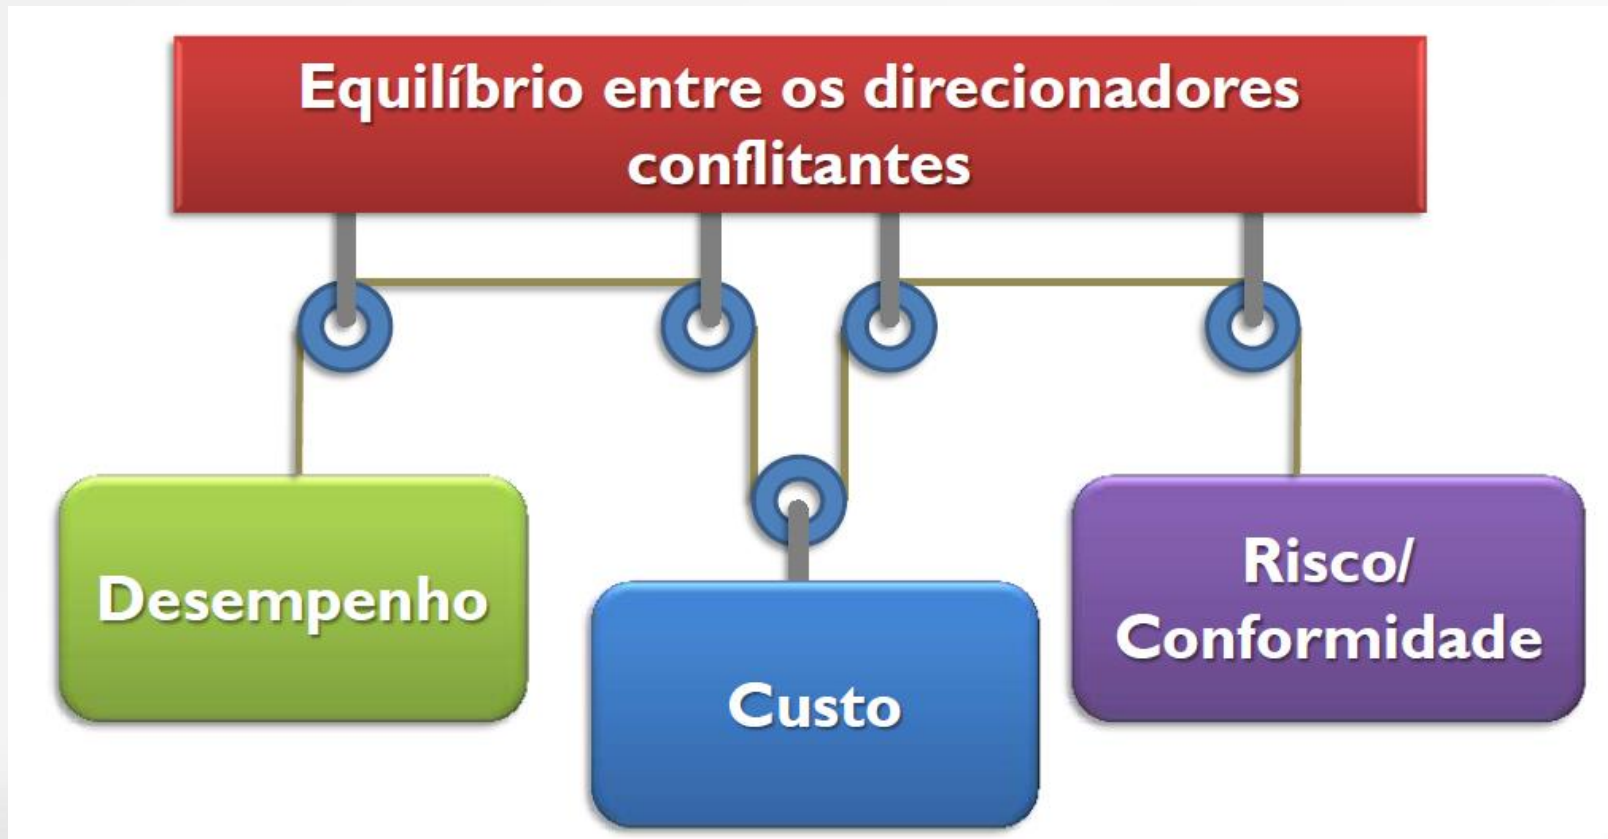 Equilíbrio entre os direcionadores
conflitantes
Desempenho
Custo
Risco/
Conformidade